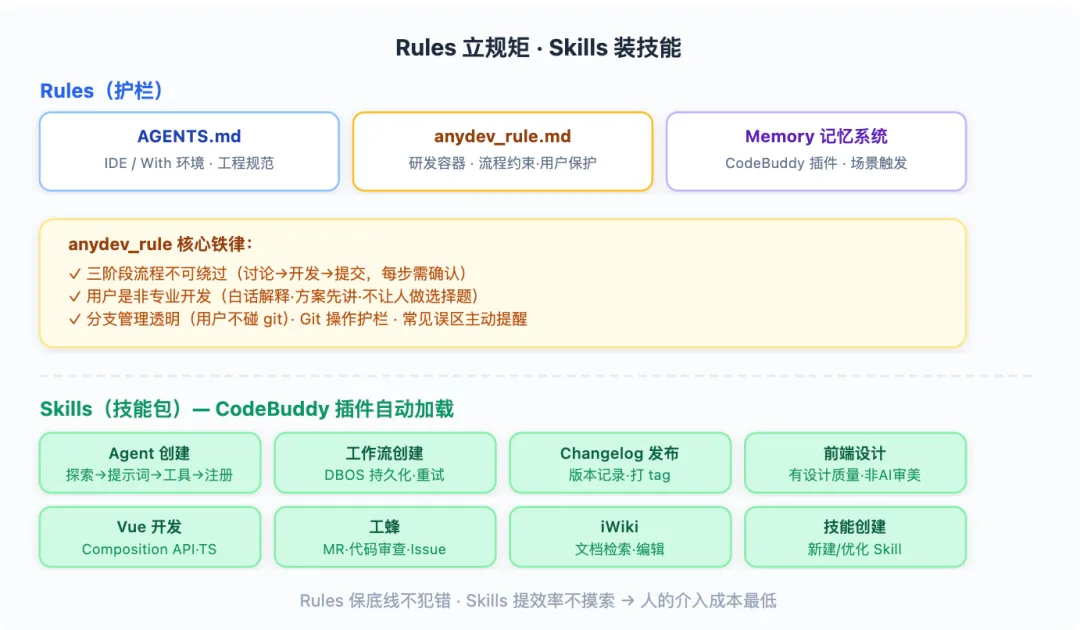 Rules 立规矩 · Skills 装技能
Rules（护栏）
AGENTS.md
IDE / With 环境 · 工程规范
anydev_rule.md
研发容器 · 流程约束·用户保护
Memory 记忆系统
CodeBuddy 插件 · 场景触发
anydev_rule 核心铁律：
✓ 三阶段流程不可绕过（讨论→开发→提交，每步需确认）
✓ 用户是非专业开发（白话解释·方案先讲·不让人做选择题）
✓ 分支管理透明（用户不碰 git）· Git 操作护栏 · 常见误区主动提醒
Skills（技能包）— CodeBuddy 插件自动加载
Agent 创建
探索→提示词→工具→注册
工作流创建
DBOS 持久化·重试
Changelog 发布
版本记录·打 tag
前端设计
有设计质量·非AI审美
Vue 开发
Composition API·TS
工蜂
MR·代码审查·Issue
iWiki
文档检索·编辑
技能创建
新建/优化 Skill
Rules 保底线不犯错 · Skills 提效率不摸索 → 人的介入成本最低